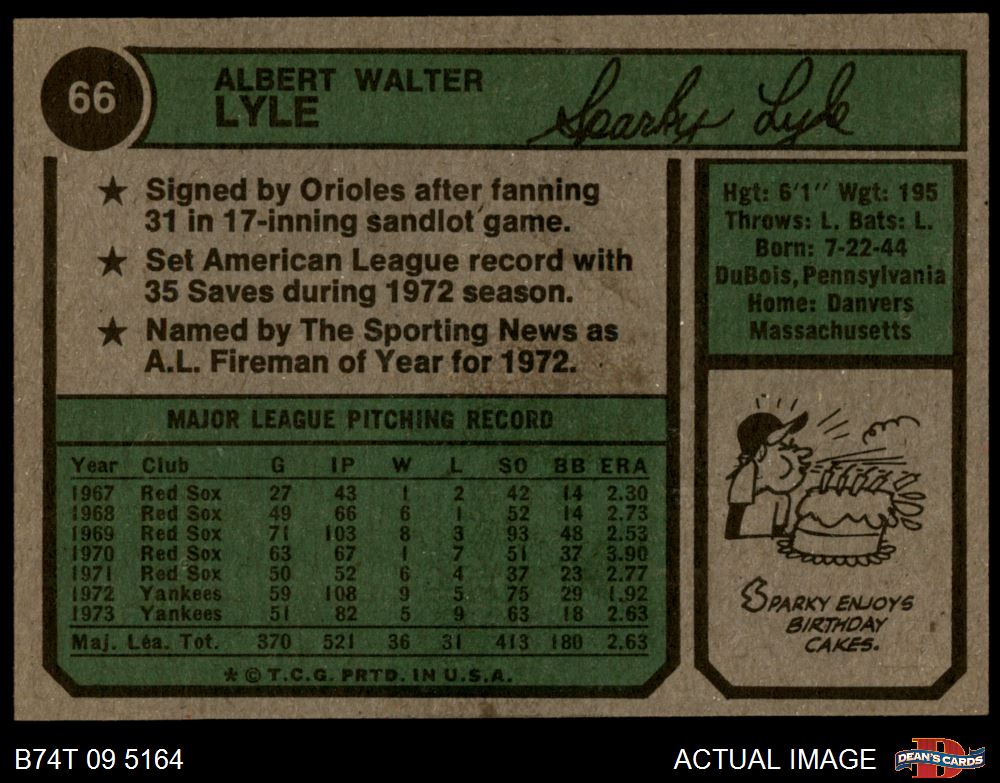 66
ALBERT WALTER
LYLE
Sparky Lyle
★ Signed by Orioles after fanning
31 in 17-inning sandlot game.
★ Set American League record with
35 Saves during 1972 season.
★ Named by The Sporting News as
A.L. Fireman of Year for 1972.
Hgt: 6'1" Wgt: 195
Throws: L. Bats: L.
Born: 7-22-44
DuBois, Pennsylvania
Home: Danvers
Massachusetts
MAJOR LEAGUE PITCHING RECORD
Year Club G IP W L SO BB ERA
1967 Red Sox 27 43 1 2 42 14 2.30
1968 Red Sox 49 66 6 1 52 14 2.73
1969 Red Sox 71 103 8 3 93 48 2.53
1970 Red Sox 63 67 1 7 51 37 3.90
1971 Red Sox 50 52 6 4 37 23 2.77
1972 Yankees 59 108 9 5 75 29 1.92
1973 Yankees 51 82 5 9 63 18 2.63
Maj. Lea. Tot. 370 521 36 31 413 180 2.63
* © T.C.G. PRTD. IN U.S.A.
SPARKY ENJOYS
BIRTHDAY
CAKES.
B74T 09 5164
ACTUAL IMAGE
DEAN'S CARDS